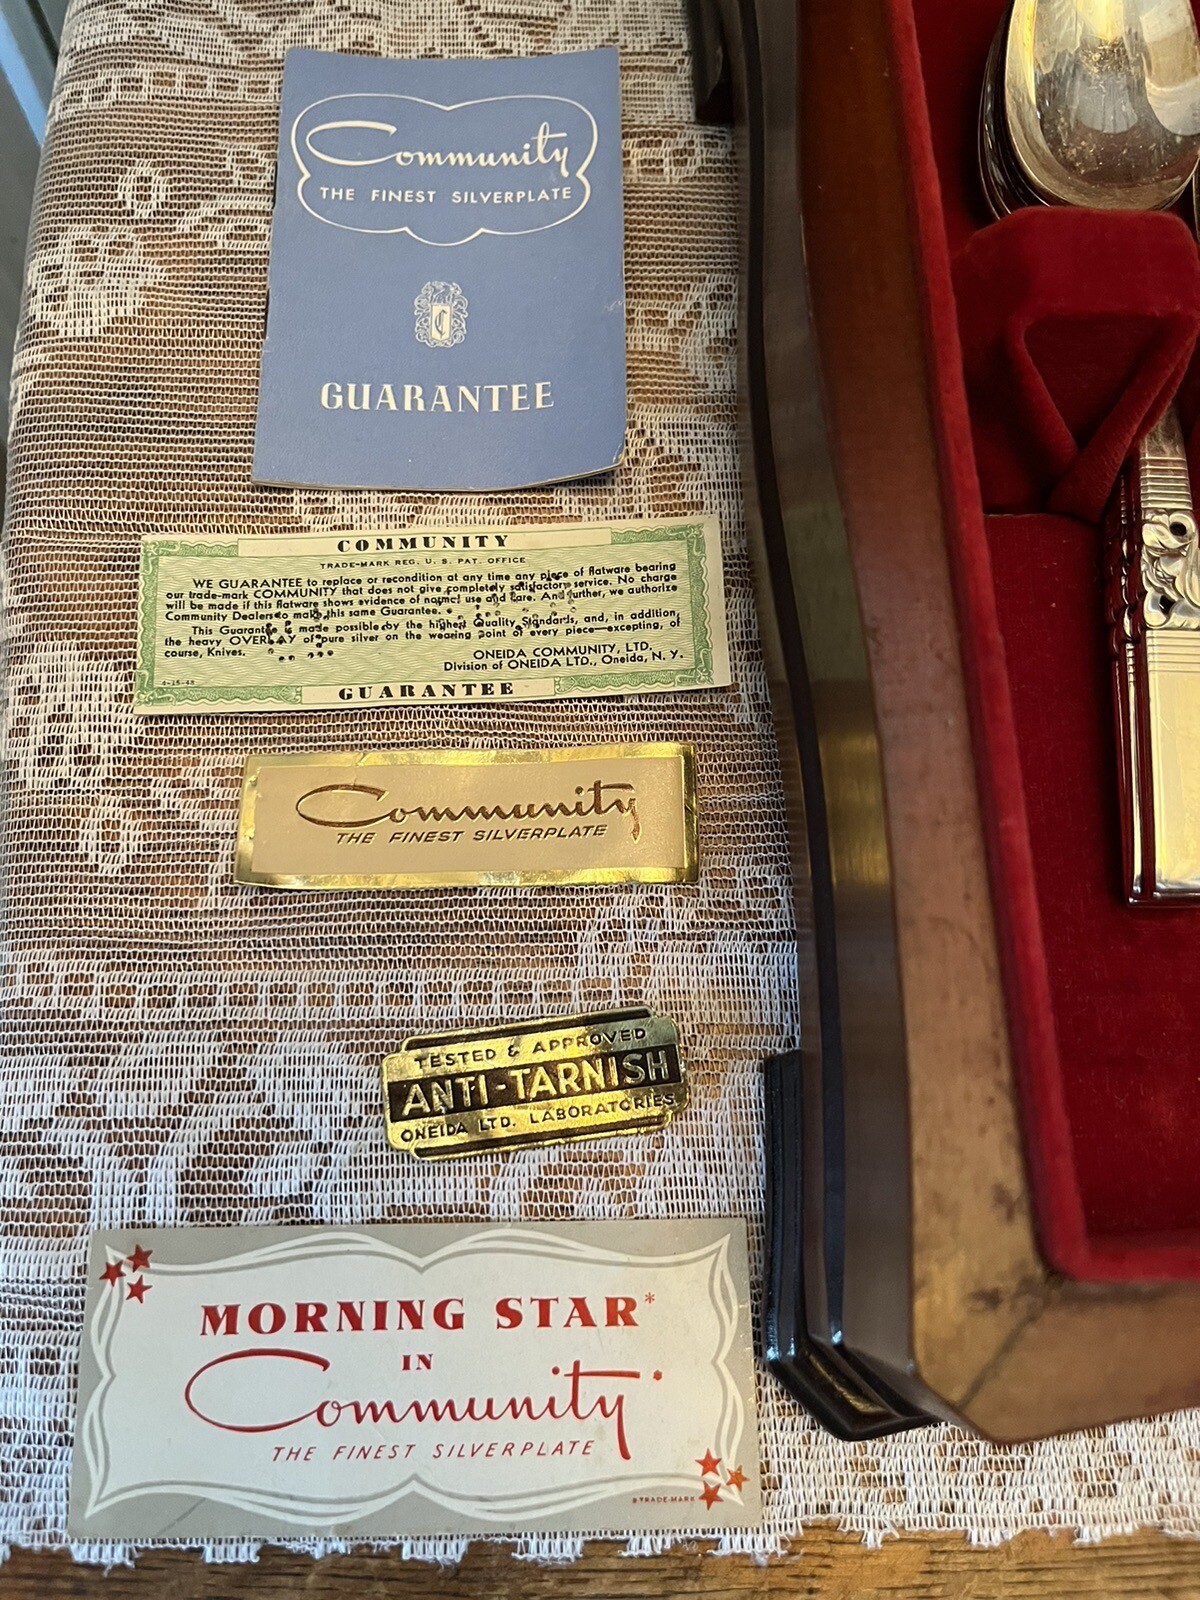 Community
THE FINEST SILVERPLATE
C
GUARANTEE
COMMUNITY
TRADE-MARK REG. U. S. PAT. OFFICE
WE GUARANTEE to replace or recondition at any time any piece of flatware bearing
our trade-mark COMMUNITY that does not give completely satisfactory service. No charge
will be made if this flatware shows evidence of normal use and care. And further, we authorize
Community Dealers to make this same Guarantee.
This Guarantee is made possible by the highest Quality Standards, and, in addition,
the heavy OVERLAY of pure silver on the wearing point of every piece—excepting, of
course, Knives.
ONEIDA COMMUNITY, LTD.
Division of ONEIDA LTD., Oneida, N. Y.
4-15-48
GUARANTEE
Community
THE FINEST SILVERPLATE
TESTED & APPROVED
ANTI-TARNISH
ONEIDA LTD. LABORATORIES
MORNING STAR*
IN
Community*
THE FINEST SILVERPLATE
*TRADE-MARK